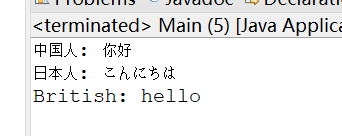 Problems @ Javadoc Declaration
<terminated> Main (5) [Java Applica
中国人: 你好
日本人: こんにちは
British: hello